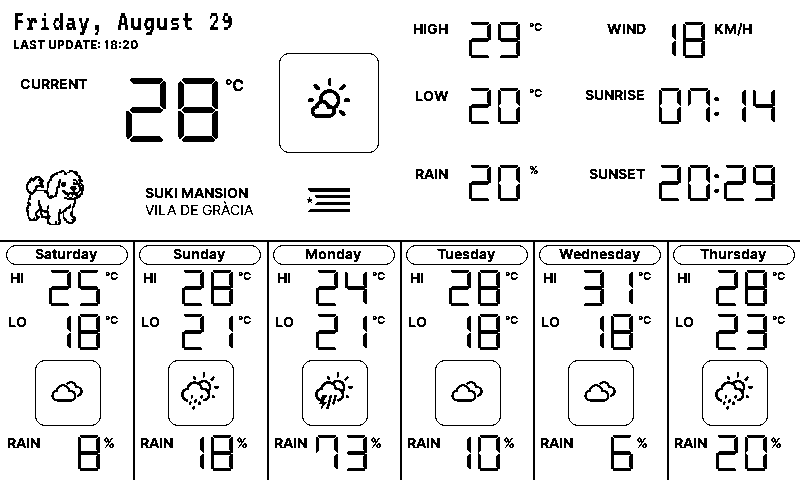 Friday, August 29
LAST UPDATE: 18:20
CURRENT 28 °C
HIGH 29 °C
LOW 20 °C
RAIN 20 %
WIND 18 KM/H
SUNRISE 07:14
SUNSET 20:29
SUKI MANSION
VILA DE GRÀCIA
Saturday
HI 25 °C
LO 18 °C
RAIN 8 %
Sunday
HI 28 °C
LO 21 °C
RAIN 18 %
Monday
HI 24 °C
LO 21 °C
RAIN 73 %
Tuesday
HI 28 °C
LO 18 °C
RAIN 10 %
Wednesday
HI 31 °C
LO 18 °C
RAIN 6 %
Thursday
HI 28 °C
LO 23 °C
RAIN 20 %